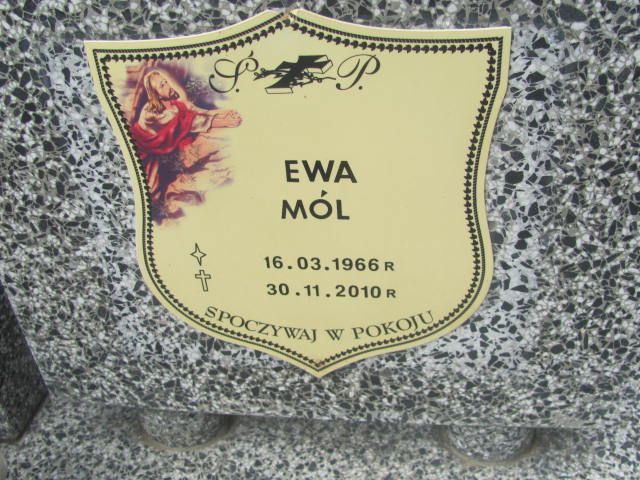 Ś. P.
EWA
MÓL
16.03.1966 R
30.11.2010 R
SPOCZYWAJ W POKOJU